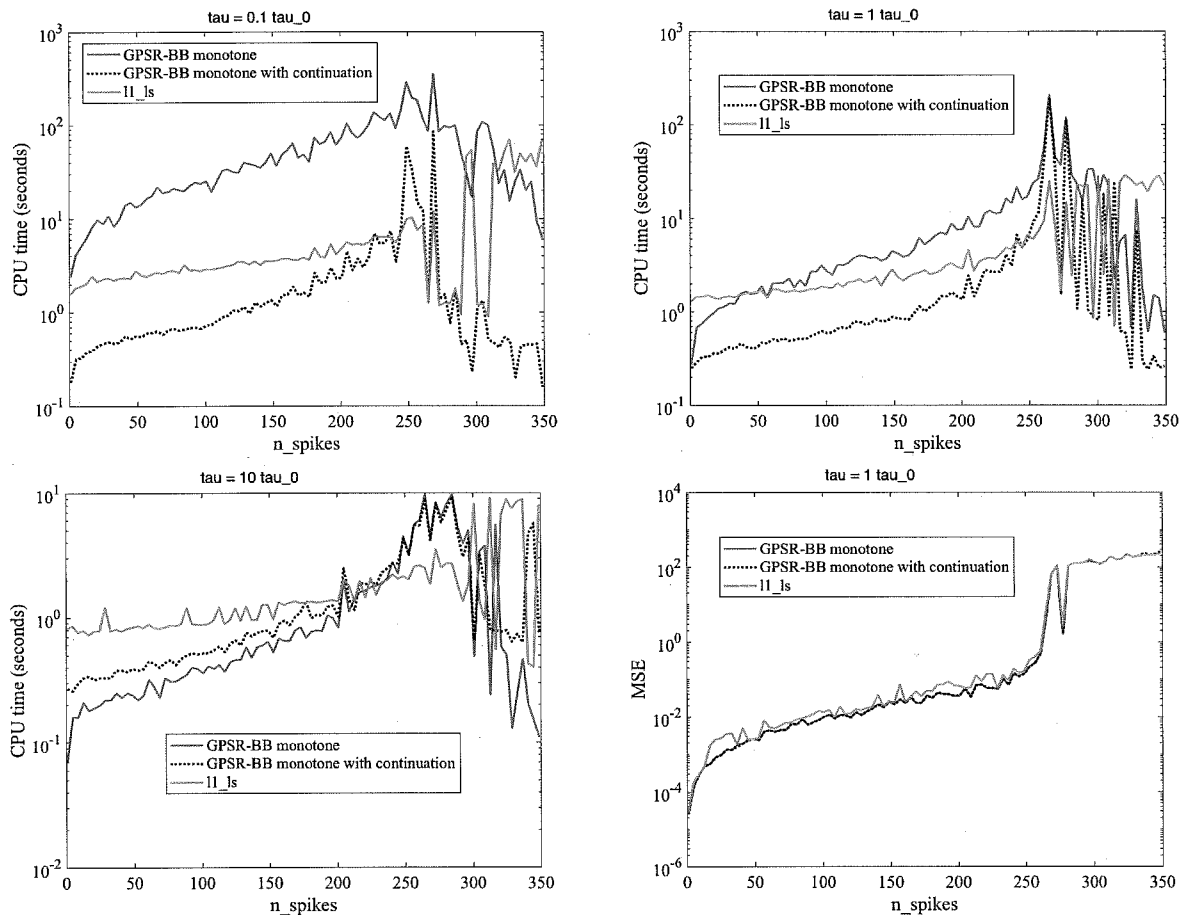 tau = 0.1 tau_0
10^3
10^2
10^1
10^0
10^-1
CPU time (seconds)
GPSR-BB monotone
GPSR-BB monotone with continuation
l1_ls
0 50 100 150 200 250 300 350
n_spikes
tau = 1 tau_0
10^3
10^2
10^1
10^0
10^-1
CPU time (seconds)
GPSR-BB monotone
GPSR-BB monotone with continuation
l1_ls
0 50 100 150 200 250 300 350
n_spikes
tau = 10 tau_0
10^1
10^0
10^-1
10^-2
CPU time (seconds)
GPSR-BB monotone
GPSR-BB monotone with continuation
l1_ls
0 50 100 150 200 250 300 350
n_spikes
tau = 1 tau_0
10^4
10^2
10^0
10^-2
10^-4
10^-6
MSE
GPSR-BB monotone
GPSR-BB monotone with continuation
l1_ls
0 50 100 150 200 250 300 350
n_spikes